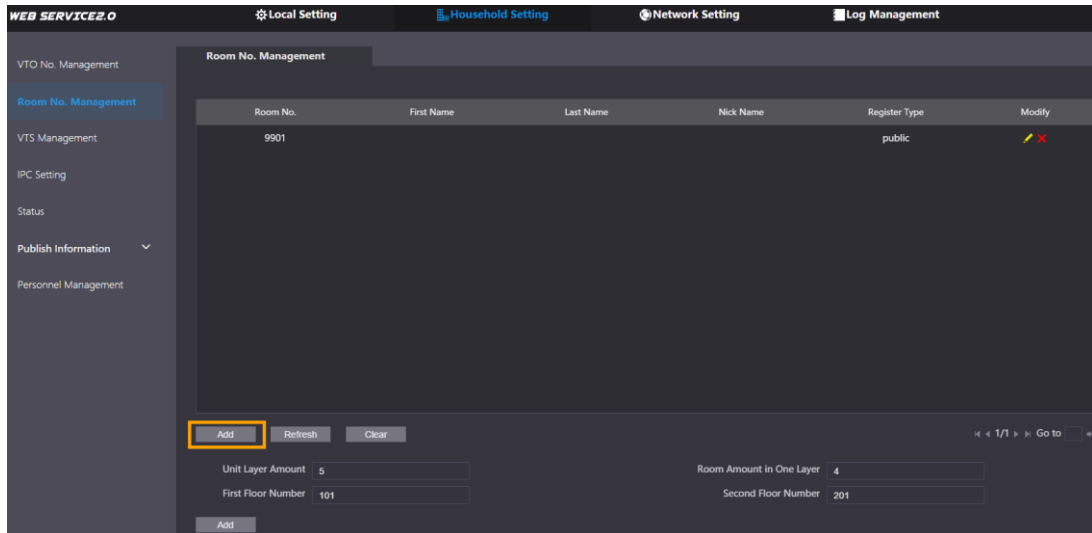 WEB SERVICE2.0 Local Setting Household Setting Network Setting Log Management
Room No. Management
VTO No. Management
Room No. Management
VTS Management
IPC Setting
Status
Publish Information
Personnel Management
Room No. First Name Last Name Nick Name Register Type Modify
9901 public
Add Refresh Clear 1/1 Go to
Unit Layer Amount 5 Room Amount in One Layer 4
First Floor Number 101 Second Floor Number 201
Add